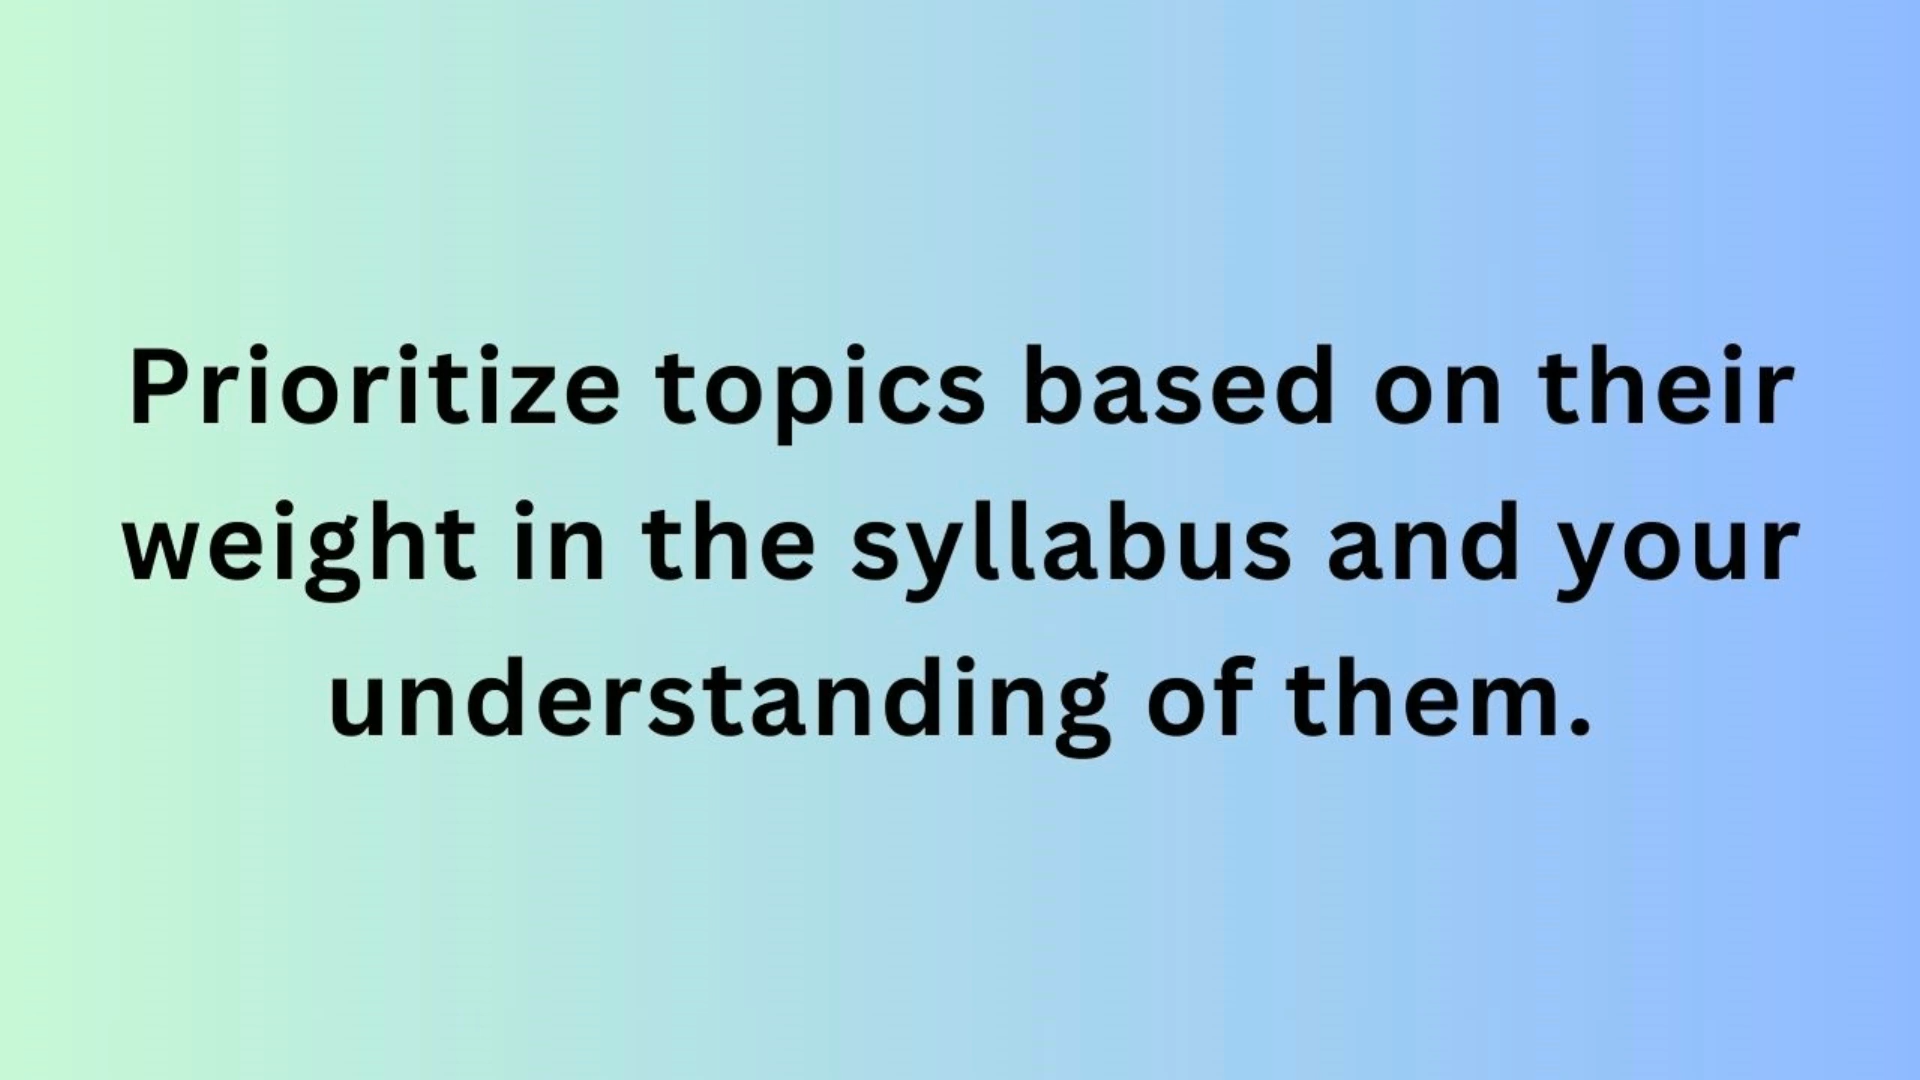 Prioritize topics based on their
weight in the syllabus and your
understanding of them.